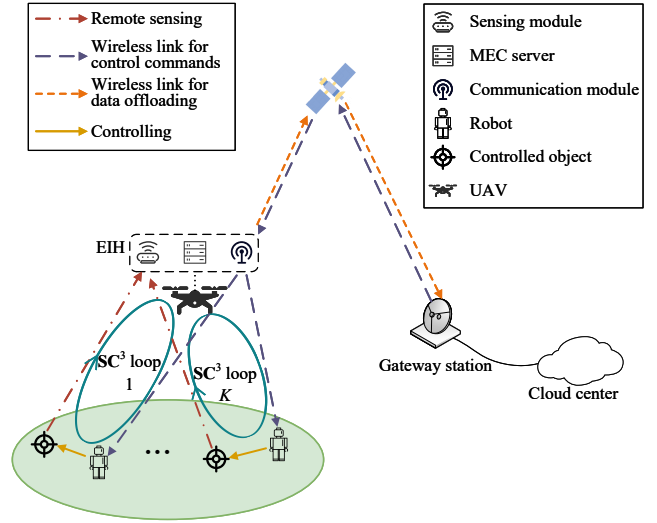 Remote sensing
Wireless link for
control commands
Wireless link for
data offloading
Controlling
Sensing module
MEC server
Communication module
Robot
Controlled object
UAV
EIH
SC³ loop
1
SC³ loop
K
...
Gateway station
Cloud center